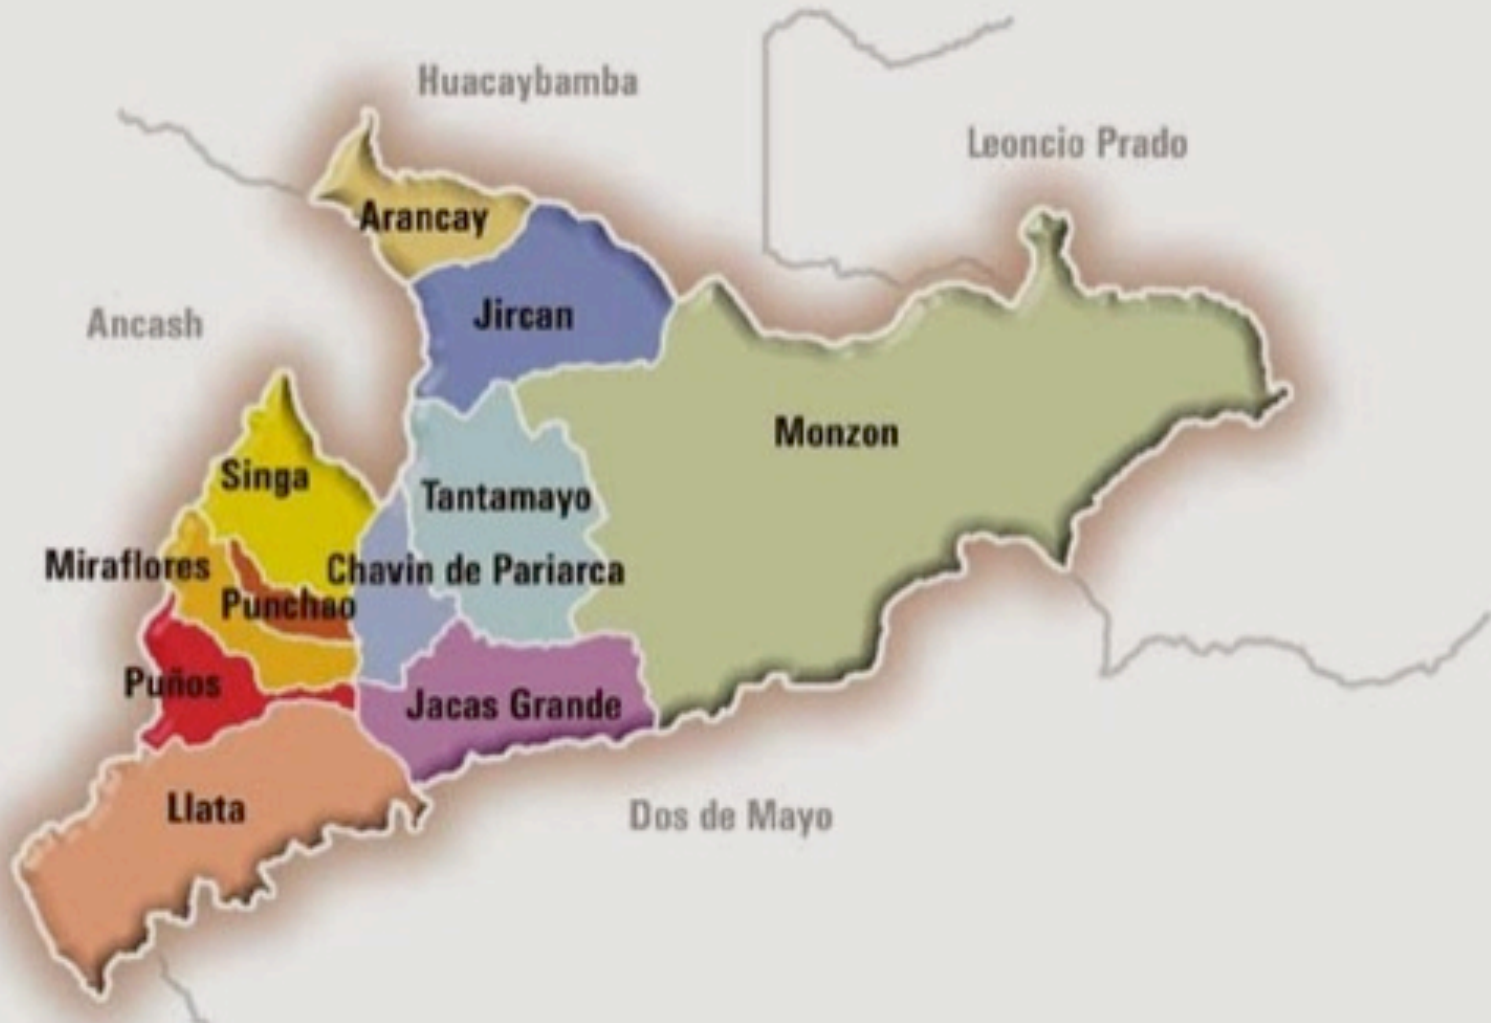 Huacaybamba
Leoncio Prado
Arancay
Jircan
Ancash
Monzon
Singa
Tantamayo
Miraflores
Chavin de Pariarca
Punchao
Puños
Jacas Grande
Llata
Dos de Mayo